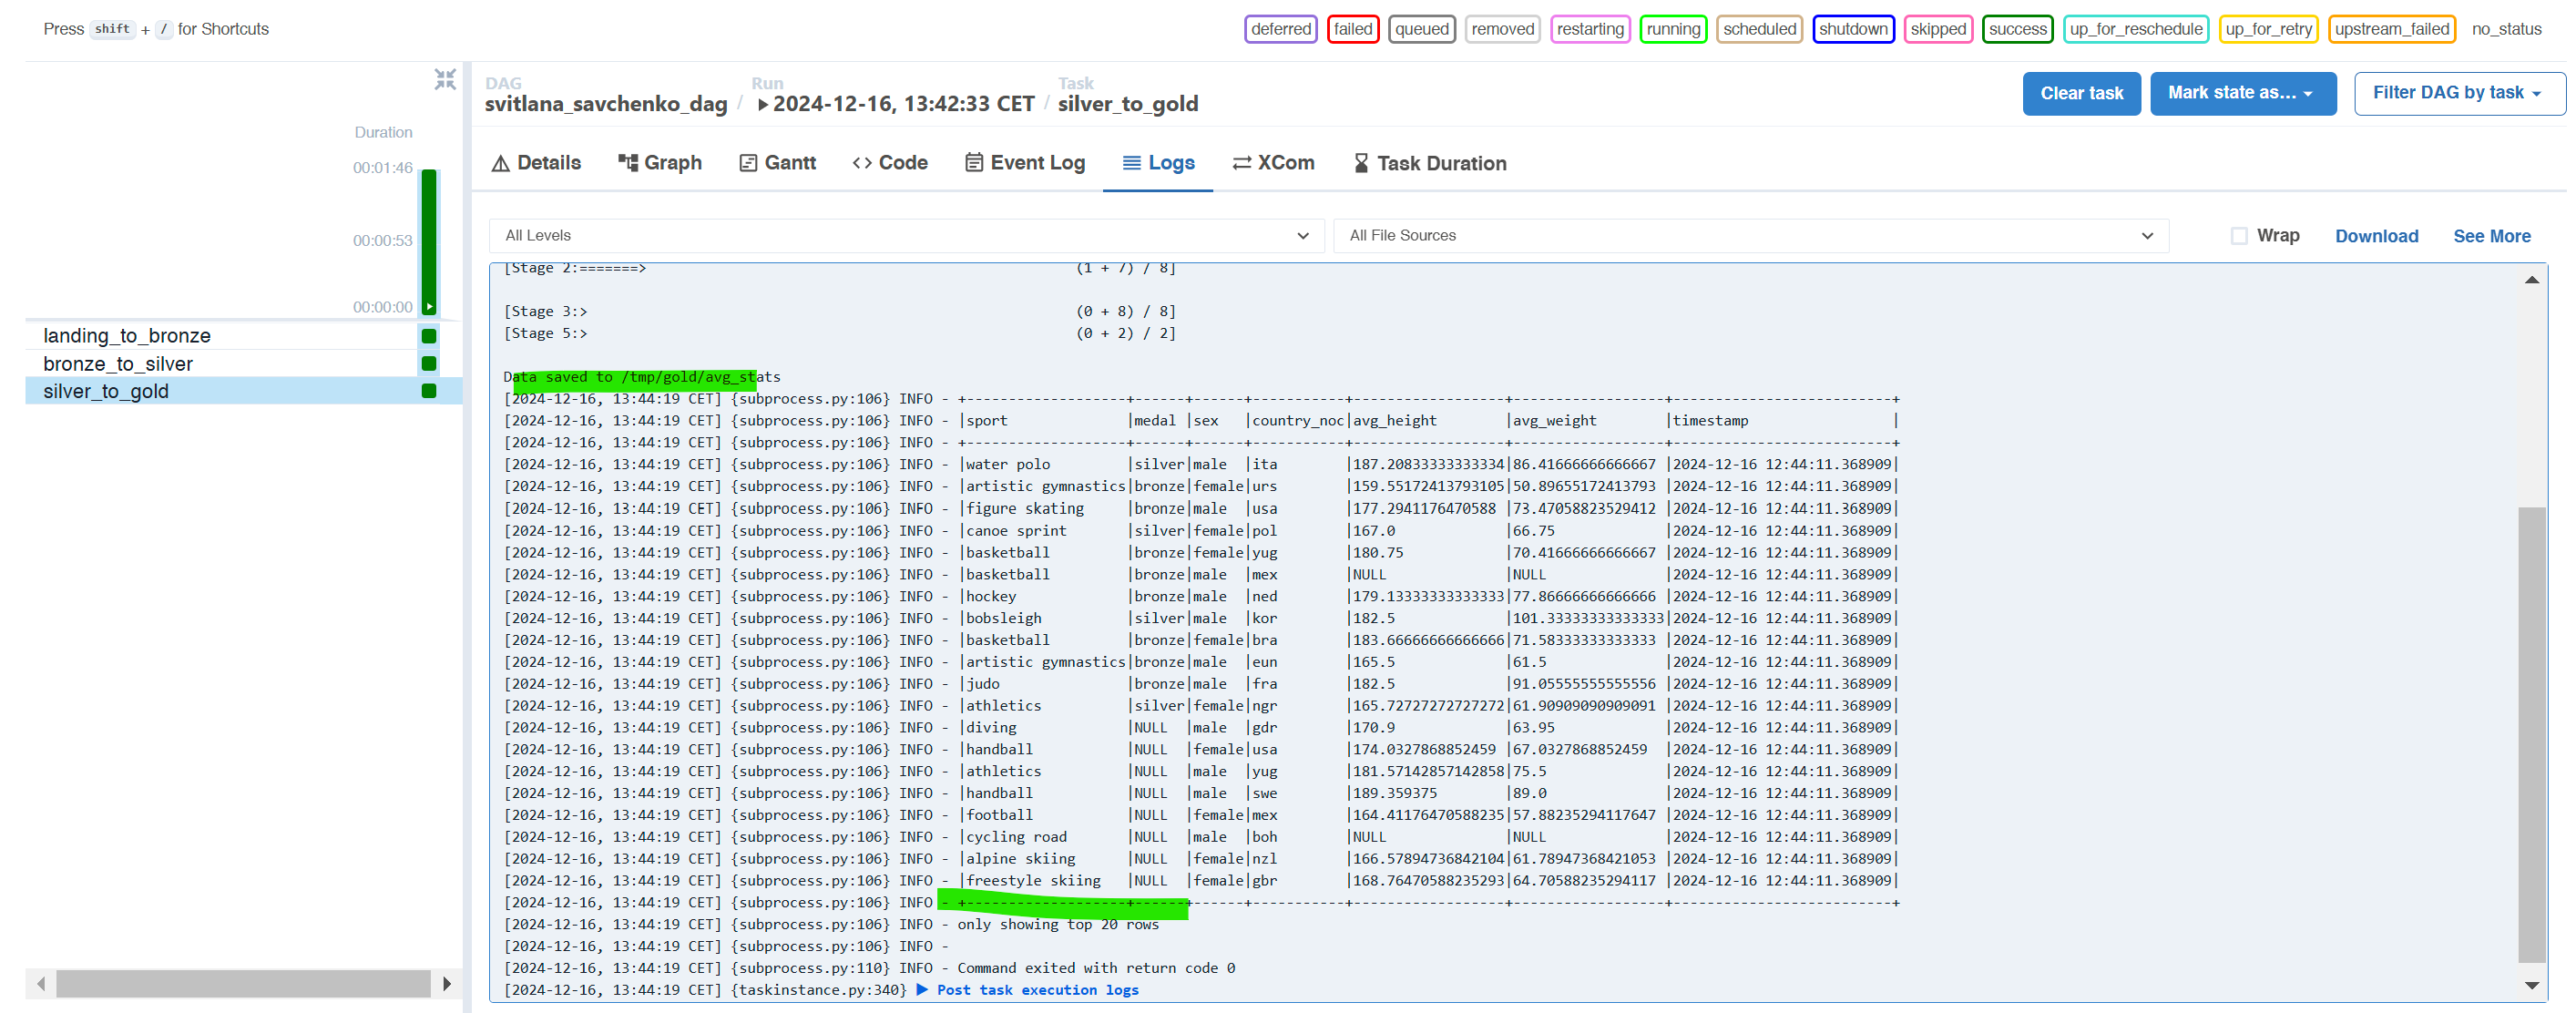 Press shift + / for Shortcuts
deferred failed queued removed restarting running scheduled shutdown skipped success up_for_reschedule up_for_retry upstream_failed no_status
DAG Run Task
svitlana_savchenko_dag / 2024-12-16, 13:42:33 CET / silver_to_gold
Clear task Mark state as... Filter DAG by task
Duration
00:01:46
00:00:53
00:00:00
landing_to_bronze
bronze_to_silver
silver_to_gold
Details Graph Gantt Code Event Log Logs XCom Task Duration
All Levels All File Sources Wrap Download See More
[Stage 2:=======> (1 + 7) / 8]
[Stage 3:> (0 + 8) / 8]
[Stage 5:> (0 + 2) / 2]
Data saved to /tmp/gold/avg_stats
[2024-12-16, 13:44:19 CET] {subprocess.py:106} INFO - +-------------------+------+------+-----------+------------------+------------------+--------------------------+
[2024-12-16, 13:44:19 CET] {subprocess.py:106} INFO - |sport |medal |sex |country_noc|avg_height |avg_weight |timestamp |
[2024-12-16, 13:44:19 CET] {subprocess.py:106} INFO - +-------------------+------+------+-----------+------------------+------------------+--------------------------+
[2024-12-16, 13:44:19 CET] {subprocess.py:106} INFO - |water polo |silver|male |ita |187.20833333333334|86.41666666666667 |2024-12-16 12:44:11.368909|
[2024-12-16, 13:44:19 CET] {subprocess.py:106} INFO - |artistic gymnastics|bronze|female|urs |159.55172413793105|50.89655172413793 |2024-12-16 12:44:11.368909|
[2024-12-16, 13:44:19 CET] {subprocess.py:106} INFO - |figure skating |bronze|male |usa |177.2941176470588 |73.47058823529412 |2024-12-16 12:44:11.368909|
[2024-12-16, 13:44:19 CET] {subprocess.py:106} INFO - |canoe sprint |silver|female|pol |167.0 |66.75 |2024-12-16 12:44:11.368909|
[2024-12-16, 13:44:19 CET] {subprocess.py:106} INFO - |basketball |bronze|female|yug |180.75 |70.41666666666667 |2024-12-16 12:44:11.368909|
[2024-12-16, 13:44:19 CET] {subprocess.py:106} INFO - |basketball |bronze|male |mex |NULL |NULL |2024-12-16 12:44:11.368909|
[2024-12-16, 13:44:19 CET] {subprocess.py:106} INFO - |hockey |bronze|male |ned |179.13333333333333|77.86666666666666 |2024-12-16 12:44:11.368909|
[2024-12-16, 13:44:19 CET] {subprocess.py:106} INFO - |bobsleigh |silver|male |kor |182.5 |101.33333333333333|2024-12-16 12:44:11.368909|
[2024-12-16, 13:44:19 CET] {subprocess.py:106} INFO - |basketball |bronze|female|bra |183.66666666666666|71.58333333333333 |2024-12-16 12:44:11.368909|
[2024-12-16, 13:44:19 CET] {subprocess.py:106} INFO - |artistic gymnastics|bronze|male |eun |165.5 |61.5 |2024-12-16 12:44:11.368909|
[2024-12-16, 13:44:19 CET] {subprocess.py:106} INFO - |judo |bronze|male |fra |182.5 |91.05555555555556 |2024-12-16 12:44:11.368909|
[2024-12-16, 13:44:19 CET] {subprocess.py:106} INFO - |athletics |silver|female|ngr |165.72727272727272|61.90909090909091 |2024-12-16 12:44:11.368909|
[2024-12-16, 13:44:19 CET] {subprocess.py:106} INFO - |diving |NULL |male |gdr |170.9 |63.95 |2024-12-16 12:44:11.368909|
[2024-12-16, 13:44:19 CET] {subprocess.py:106} INFO - |handball |NULL |female|usa |174.0327868852459 |67.0327868852459 |2024-12-16 12:44:11.368909|
[2024-12-16, 13:44:19 CET] {subprocess.py:106} INFO - |athletics |NULL |male |yug |181.57142857142858|75.5 |2024-12-16 12:44:11.368909|
[2024-12-16, 13:44:19 CET] {subprocess.py:106} INFO - |handball |NULL |male |swe |189.359375 |89.0 |2024-12-16 12:44:11.368909|
[2024-12-16, 13:44:19 CET] {subprocess.py:106} INFO - |football |NULL |female|mex |164.41176470588235|57.88235294117647 |2024-12-16 12:44:11.368909|
[2024-12-16, 13:44:19 CET] {subprocess.py:106} INFO - |cycling road |NULL |male |boh |NULL |NULL |2024-12-16 12:44:11.368909|
[2024-12-16, 13:44:19 CET] {subprocess.py:106} INFO - |alpine skiing |NULL |female|nzl |166.57894736842104|61.78947368421053 |2024-12-16 12:44:11.368909|
[2024-12-16, 13:44:19 CET] {subprocess.py:106} INFO - |freestyle skiing |NULL |female|gbr |168.76470588235293|64.70588235294117 |2024-12-16 12:44:11.368909|
[2024-12-16, 13:44:19 CET] {subprocess.py:106} INFO - +-------------------+------+------+-----------+------------------+------------------+--------------------------+
[2024-12-16, 13:44:19 CET] {subprocess.py:106} INFO - only showing top 20 rows
[2024-12-16, 13:44:19 CET] {subprocess.py:106} INFO -
[2024-12-16, 13:44:19 CET] {subprocess.py:110} INFO - Command exited with return code 0
[2024-12-16, 13:44:19 CET] {taskinstance.py:340} ▶ Post task execution logs